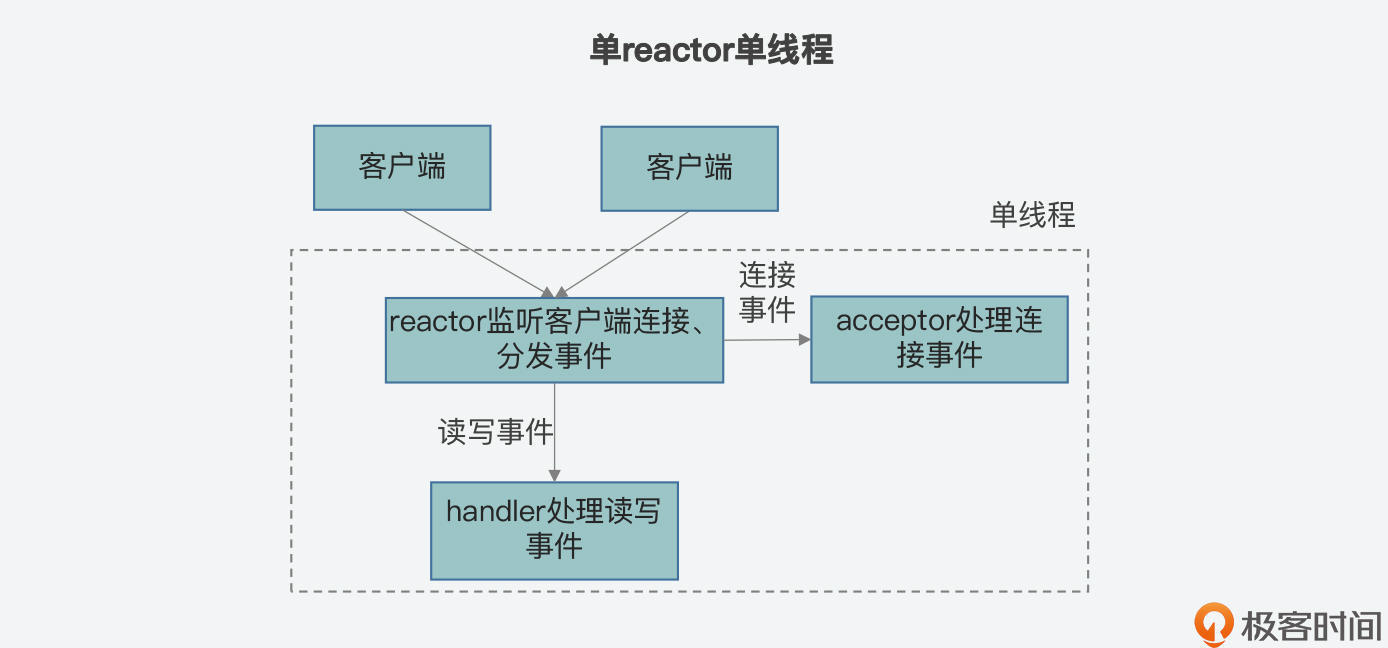 单reactor单线程
客户端
客户端
单线程
reactor监听客户端连接、
分发事件
连接
事件
acceptor处理连
接事件
读写事件
handler处理读写
事件
极客时间